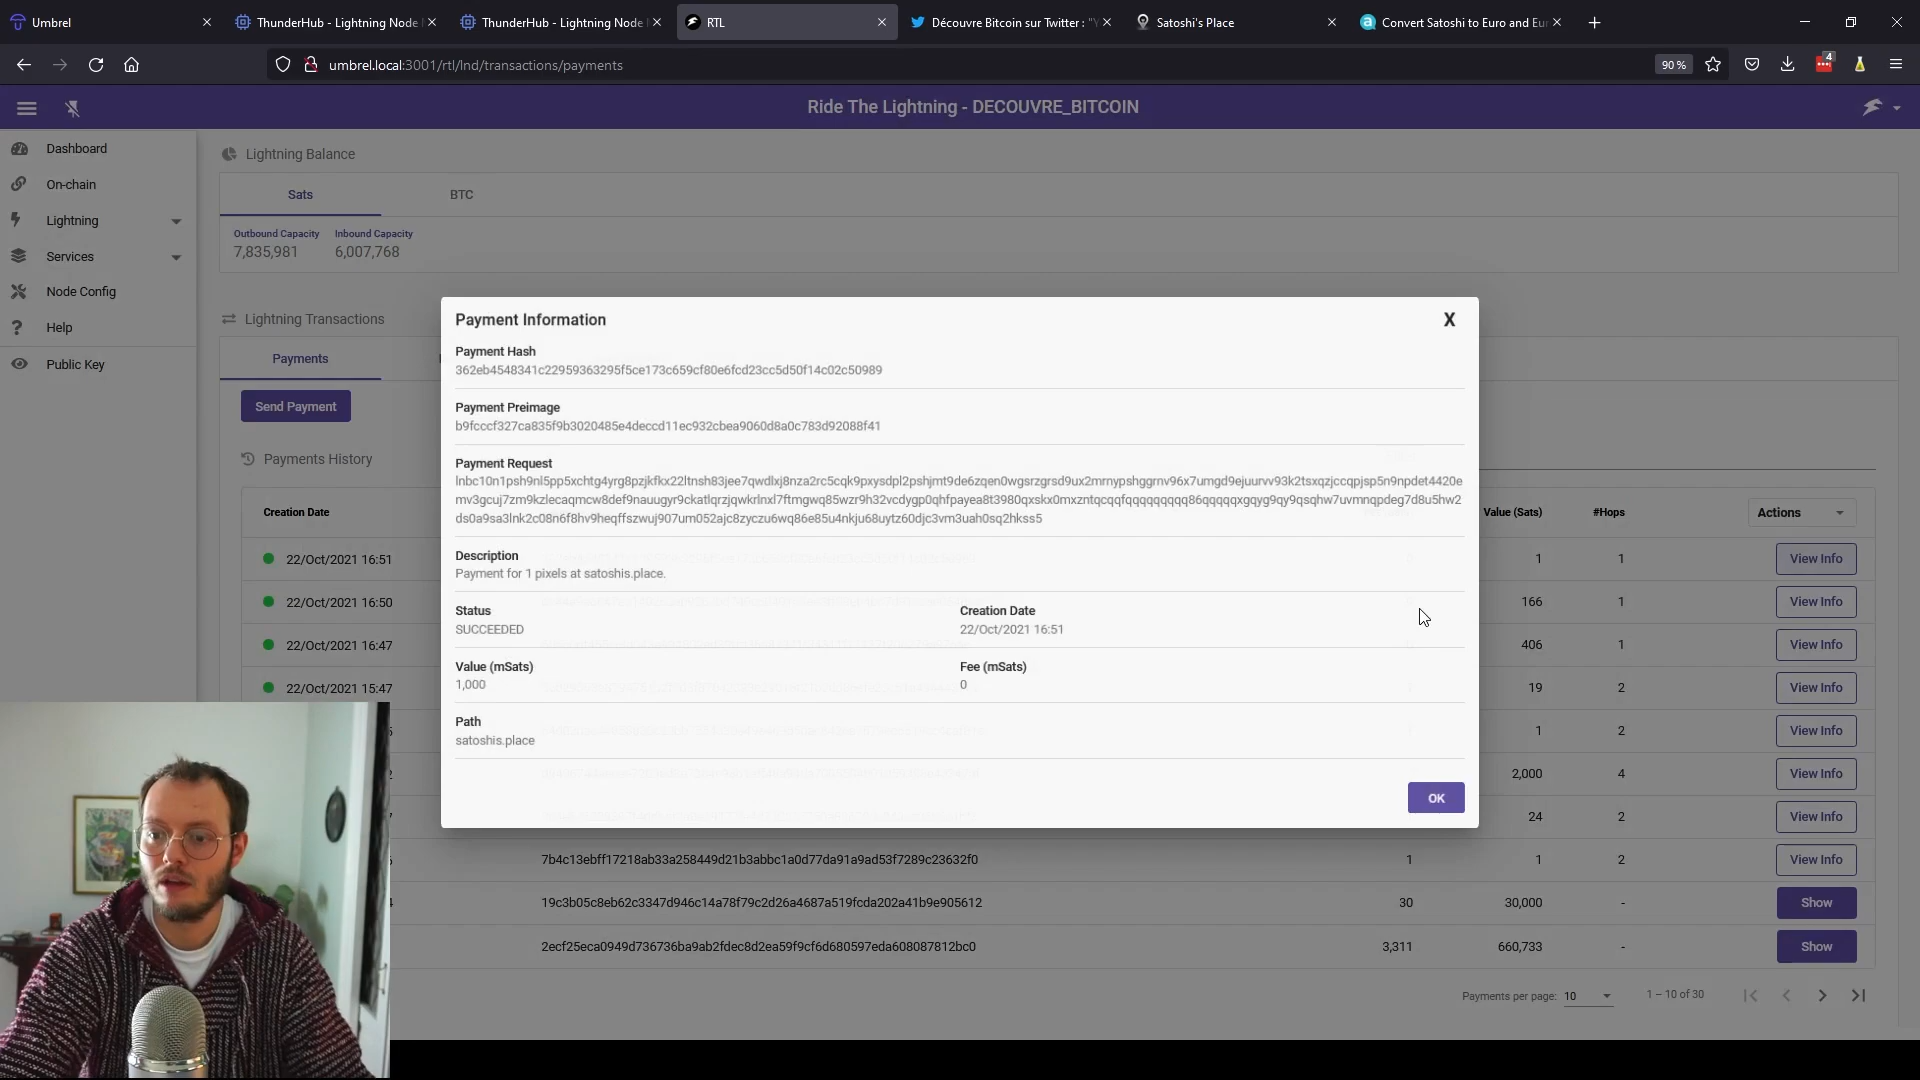 Umbrel
ThunderHub - Lightning Node
ThunderHub - Lightning Node
RTL
Découvre Bitcoin sur Twitter : "Y
Satoshi's Place
Convert Satoshi to Euro and Eur
umbrel.local:3001/rtl/lnd/transactions/payments
90 %
4
Ride The Lightning - DECOUVRE_BITCOIN
Dashboard
On-chain
Lightning
Services
Node Config
Help
Public Key
Lightning Balance
Sats
BTC
Outbound Capacity
Inbound Capacity
7,835,981
6,007,768
Lightning Transactions
Payments
Send Payment
Payments History
Creation Date
Value (Sats)
#Hops
Actions
22/Oct/2021 16:51
1
1
View Info
22/Oct/2021 16:50
166
1
View Info
22/Oct/2021 16:47
406
1
View Info
22/Oct/2021 15:47
19
2
View Info
1
2
View Info
2,000
4
View Info
24
2
View Info
Payment Information
X
Payment Hash
362eb4548341c22959363295f5ce173c659cf80e6fcd23cc5d50f14c02c50989
Payment Preimage
b9fcccf327ca835f9b3020485e4deccd11ec932cbea9060d8a0c783d92088f41
Payment Request
lnbc10n1psh9nl5pp5xchtg4yrg8pzjkfkx22ltnsh83jee7qwdlxj8nza2rc5cqk9pxysdpl2pshjmt9de6zqen0wgsrzgrsd9ux2mrnypshggrnv96x7umgd9ejuurvv93k2tsxqzjccqpjsp5n9npdet4420e
mv3gcuj7zm9kzlecaqmcw8def9nauugyr9ckatlqrzjqwkrlnxl7ftmgwq85wzr9h32vcdygp0qhfpayea8t3980qxskx0mxzntqcqqfqqqqqqqqq86qqqqqxgqyg9qy9qsqhw7uvmnqpdeg7d8u5hw2
ds0a9sa3lnk2c08n6f8hv9heqffszwuj907um052ajc8zyczu6wq86e85u4nkju68uytz60djc3vm3uah0sq2hkss5
Description
Payment for 1 pixels at satoshis.place.
Status
Creation Date
SUCCEEDED
22/Oct/2021 16:51
Value (mSats)
Fee (mSats)
1,000
0
Path
satoshis.place
OK
7b4c13ebff17218ab33a258449d21b3abbc1a0d77da91a9ad53f7289c23632f0
1
1
2
View Info
19c3b05c8eb62c3347d946c14a78f79c2d26a4687a519fcda202a41b9e905612
30
30,000
-
Show
2ecf25eca0949d736736ba9ab2fdec8d2ea59f9cf6d680597eda608087812bc0
3,311
660,733
-
Show
Payments per page:
10
1 – 10 of 30